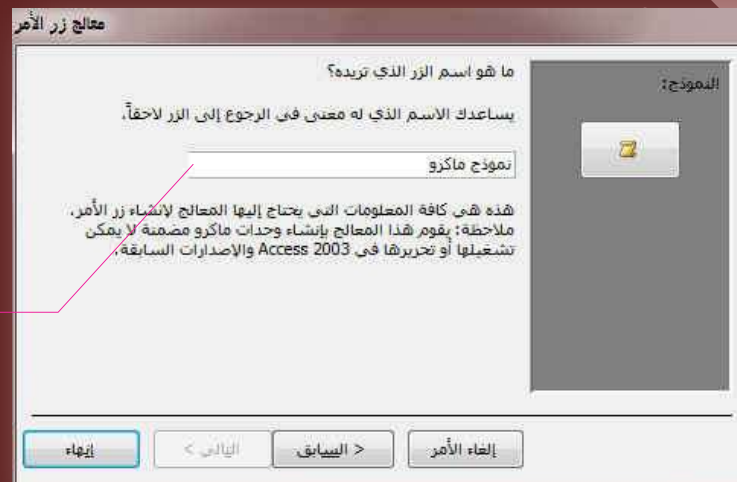 معالج زر الأمر
النموذج:
ما هو اسم الزر الذي تريده؟
يساعدك الاسم الذي له معنى في الرجوع إلى الزر لاحقاً.
نموذج ماكرو
هذه هي كافة المعلومات التي يحتاج إليها المعالج لإنشاء زر الأمر.
ملاحظة: يقوم هذا المعالج بإنشاء وحدات ماكرو مضمنة لا يمكن
تشغيلها أو تحريرها في Access 2003 والإصدارات السابقة.
إلغاء الأمر
< السابق
التالي >
إنهاء